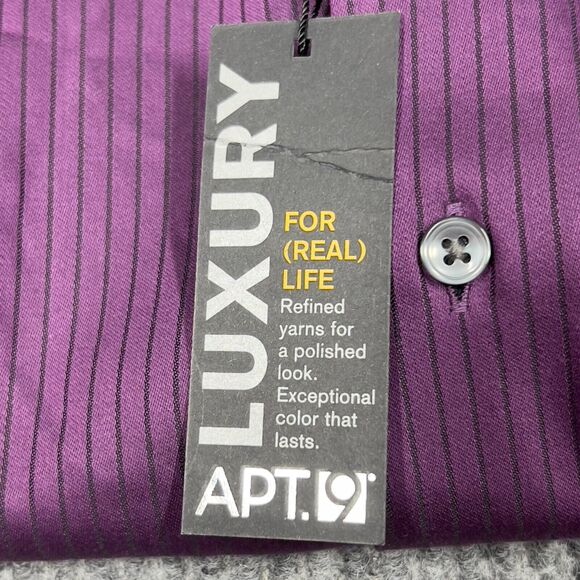 LUXURY
FOR
(REAL)
LIFE
Refined
yarns for
a polished
look.
Exceptional
color that
lasts.
APT. 9